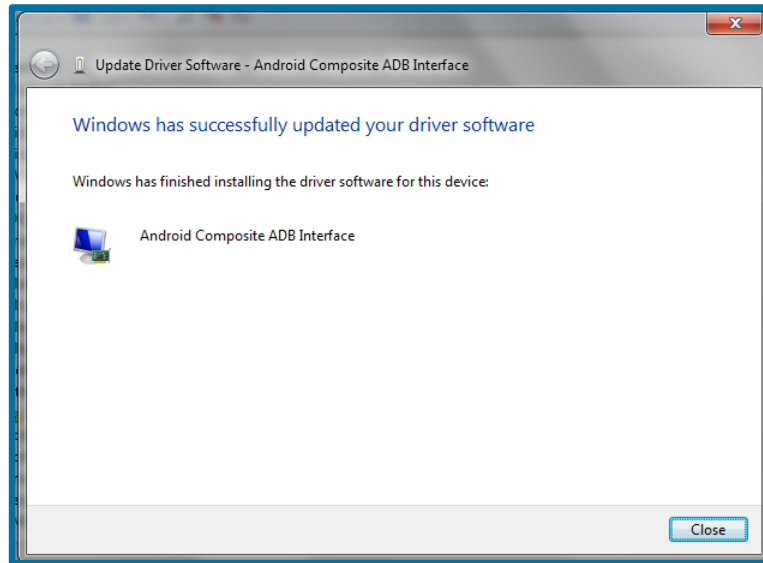 Update Driver Software - Android Composite ADB Interface
Windows has successfully updated your driver software
Windows has finished installing the driver software for this device:
Android Composite ADB Interface
Close